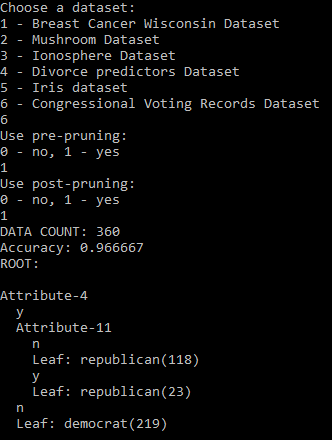 Choose a dataset:
1 - Breast Cancer Wisconsin Dataset
2 - Mushroom Dataset
3 - Ionosphere Dataset
4 - Divorce predictors Dataset
5 - Iris dataset
6 - Congressional Voting Records Dataset
6
Use pre-pruning:
0 - no, 1 - yes
1
Use post-pruning:
0 - no, 1 - yes
1
DATA COUNT: 360
Accuracy: 0.966667
ROOT:

Attribute-4
  y
  Attribute-11
    n
    Leaf: republican(118)
    y
    Leaf: republican(23)
  n
  Leaf: democrat(219)